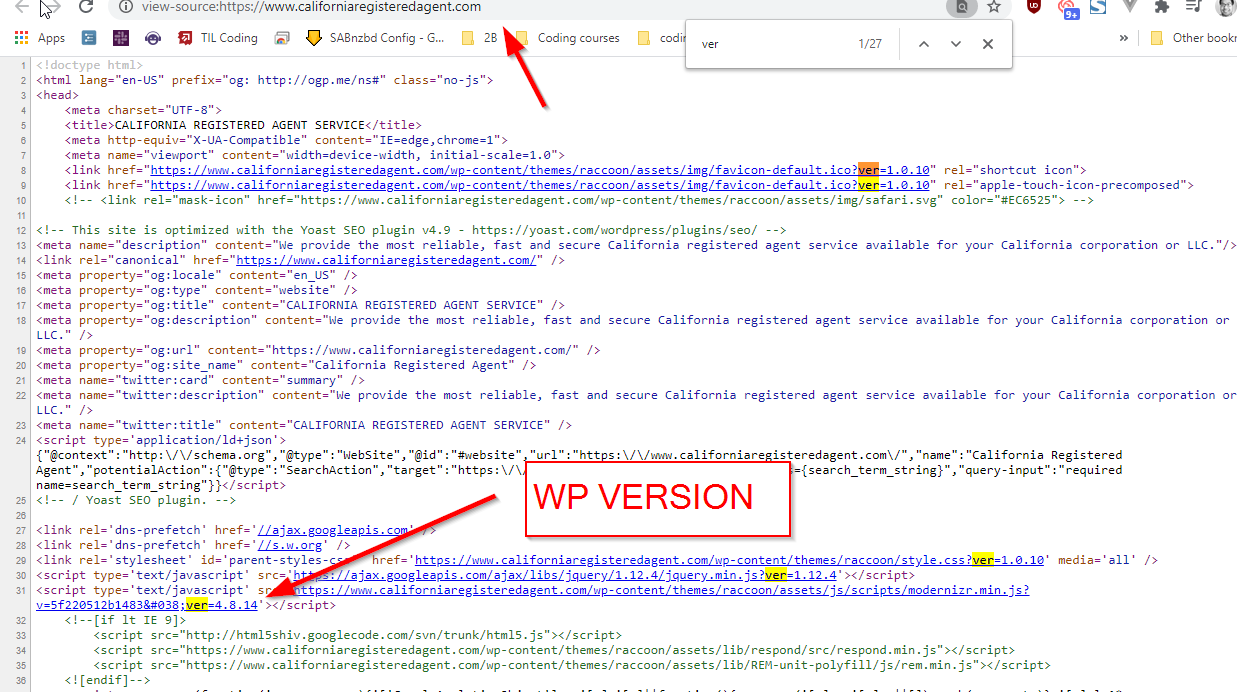 view-source:https://www.californiaregisteredagent.com
9+
Apps TIL Coding SABnzbd Config - G... 2B Coding courses codin » Other bookm
ver 1/27
1 <!doctype html>
2 <html lang="en-US" prefix="og: http://ogp.me/ns#" class="no-js">
3 <head>
4 <meta charset="UTF-8">
5 <title>CALIFORNIA REGISTERED AGENT SERVICE</title>
6 <meta http-equiv="X-UA-Compatible" content="IE=edge,chrome=1">
7 <meta name="viewport" content="width=device-width, initial-scale=1.0">
8 <link href="https://www.californiaregisteredagent.com/wp-content/themes/raccoon/assets/img/favicon-default.ico?ver=1.0.10" rel="shortcut icon">
9 <link href="https://www.californiaregisteredagent.com/wp-content/themes/raccoon/assets/img/favicon-default.ico?ver=1.0.10" rel="apple-touch-icon-precomposed">
10 <!-- <link rel="mask-icon" href="https://www.californiaregisteredagent.com/wp-content/themes/raccoon/assets/img/safari.svg" color="#EC6525"> -->
11
12 <!-- This site is optimized with the Yoast SEO plugin v4.9 - https://yoast.com/wordpress/plugins/seo/ -->
13 <meta name="description" content="We provide the most reliable, fast and secure California registered agent service available for your California corporation or LLC."/>
14 <link rel="canonical" href="https://www.californiaregisteredagent.com/" />
15 <meta property="og:locale" content="en_US" />
16 <meta property="og:type" content="website" />
17 <meta property="og:title" content="CALIFORNIA REGISTERED AGENT SERVICE" />
18 <meta property="og:description" content="We provide the most reliable, fast and secure California registered agent service available for your California corporation or
LLC." />
19 <meta property="og:url" content="https://www.californiaregisteredagent.com/" />
20 <meta property="og:site_name" content="California Registered Agent" />
21 <meta name="twitter:card" content="summary" />
22 <meta name="twitter:description" content="We provide the most reliable, fast and secure California registered agent service available for your California corporation or
LLC." />
23 <meta name="twitter:title" content="CALIFORNIA REGISTERED AGENT SERVICE" />
24 <script type='application/ld+json'>
{"@context":"http:\/\/schema.org","@type":"WebSite","@id":"#website","url":"https:\/\/www.californiaregisteredagent.com\/","name":"California Registered
Agent","potentialAction":{"@type":"SearchAction","target":"https:\/\/ ={search_term_string}","query-input":"required
name=search_term_string"}}</script>
25 <!-- / Yoast SEO plugin. -->
WP VERSION
26
27 <link rel='dns-prefetch' href='//ajax.googleapis.com' />
28 <link rel='dns-prefetch' href='//s.w.org' />
29 <link rel='stylesheet' id='parent-styles-css' href='https://www.californiaregisteredagent.com/wp-content/themes/raccoon/style.css?ver=1.0.10' media='all' />
30 <script type='text/javascript' src='https://ajax.googleapis.com/ajax/libs/jquery/1.12.4/jquery.min.js?ver=1.12.4'></script>
31 <script type='text/javascript' src='https://www.californiaregisteredagent.com/wp-content/themes/raccoon/assets/js/scripts/modernizr.min.js?
v=5f220512b1483&#038;ver=4.8.14'></script>
32 <!--[if lt IE 9]>
33 <script src="http://html5shiv.googlecode.com/svn/trunk/html5.js"></script>
34 <script src="https://www.californiaregisteredagent.com/wp-content/themes/raccoon/assets/lib/respond/src/respond.min.js"></script>
35 <script src="https://www.californiaregisteredagent.com/wp-content/themes/raccoon/assets/lib/REM-unit-polyfill/js/rem.min.js"></script>
36 <![endif]-->